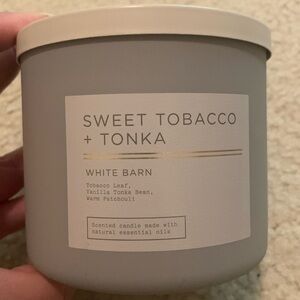 SWEET TOBACCO
+ TONKA
WHITE BARN
Tobacco Leaf,
Vanilla Tonka Bean,
Warm Patchouli
Scented candle made with
natural essential oils